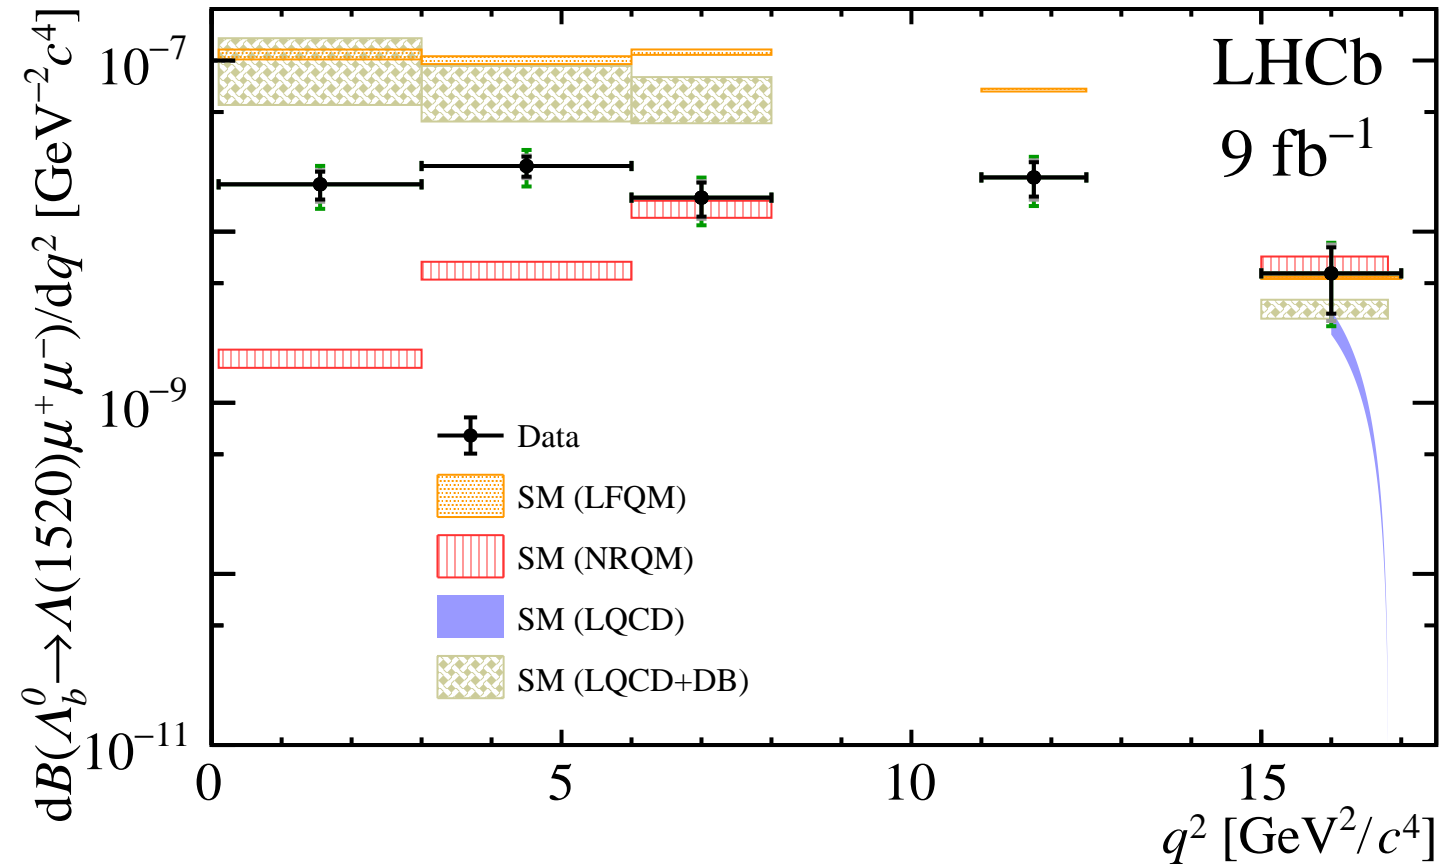 dB(Λ⁰_b→Λ(1520)μ⁺μ⁻)/dq² [GeV⁻²c⁴]
10⁻⁷
10⁻⁹
10⁻¹¹
LHCb
9 fb⁻¹
Data
SM (LFQM)
SM (NRQM)
SM (LQCD)
SM (LQCD+DB)
0 5 10 15
q² [GeV²/c⁴]